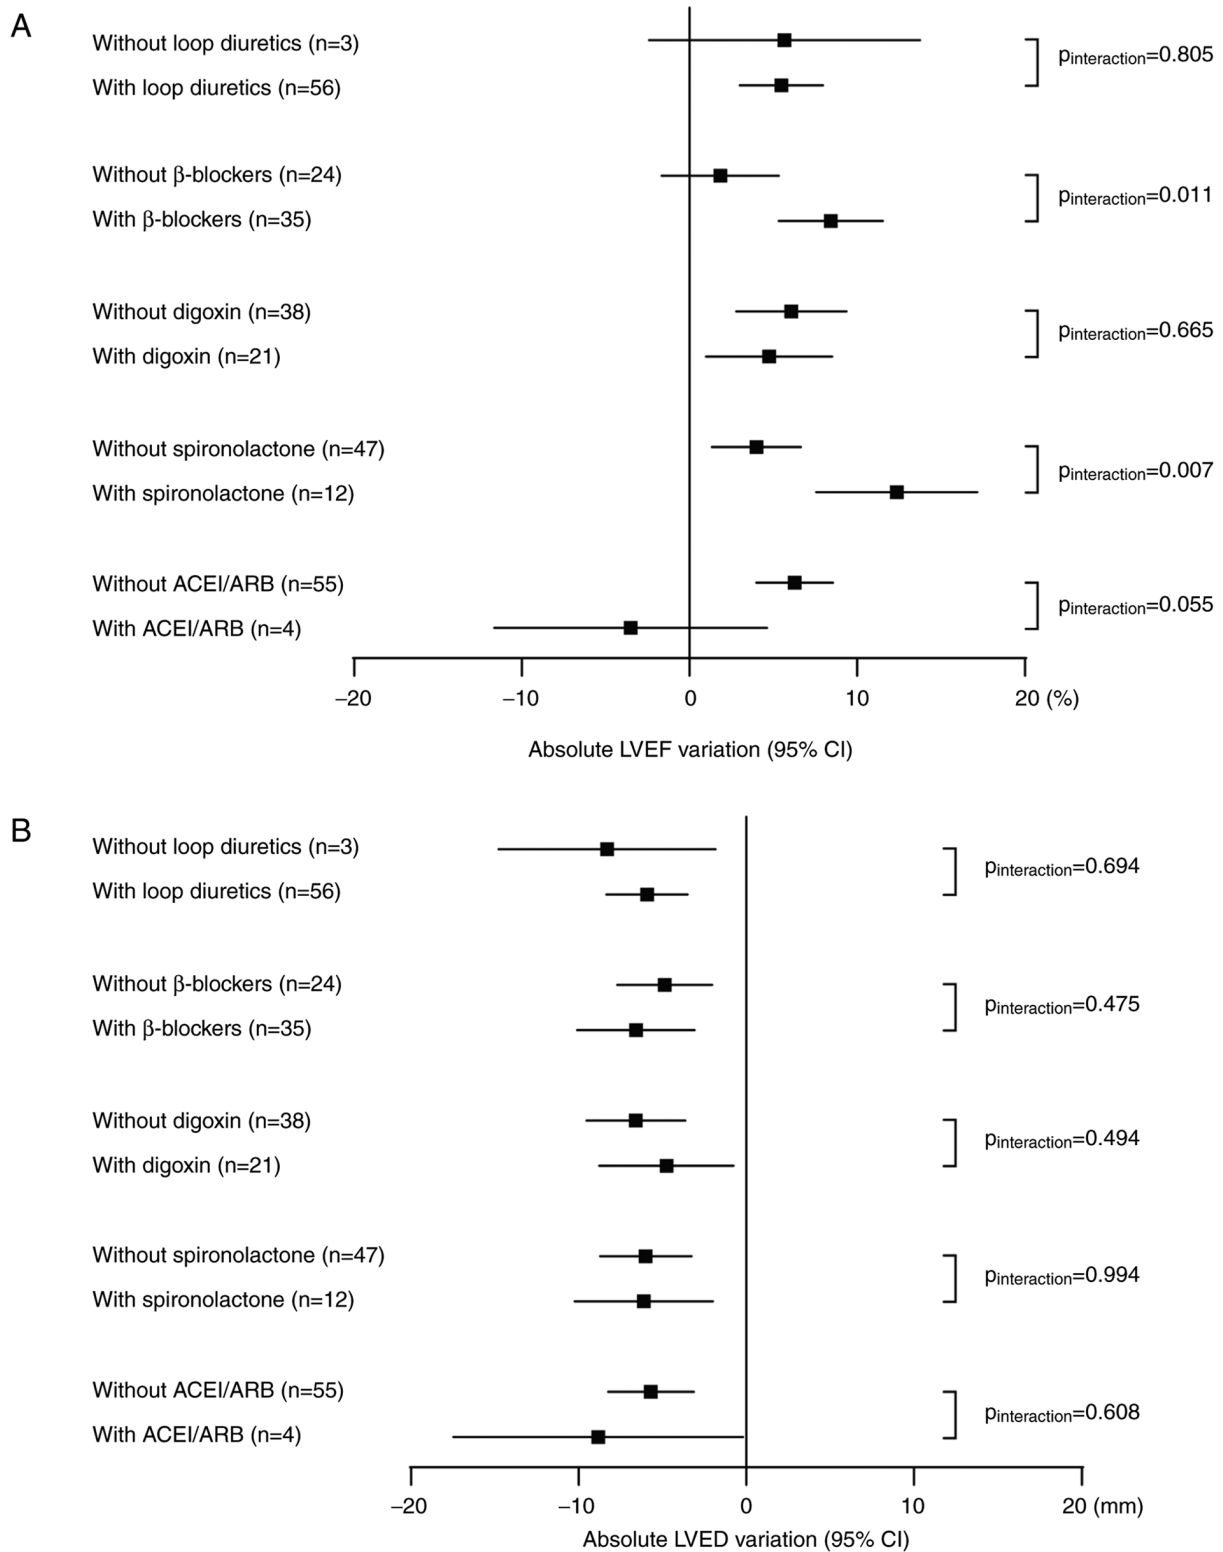 A
Without loop diuretics (n=3)
With loop diuretics (n=56)
pinteraction=0.805
Without β-blockers (n=24)
With β-blockers (n=35)
pinteraction=0.011
Without digoxin (n=38)
With digoxin (n=21)
pinteraction=0.665
Without spironolactone (n=47)
With spironolactone (n=12)
pinteraction=0.007
Without ACEI/ARB (n=55)
With ACEI/ARB (n=4)
pinteraction=0.055
−20 −10 0 10 20 (%)
Absolute LVEF variation (95% CI)
B
Without loop diuretics (n=3)
With loop diuretics (n=56)
pinteraction=0.694
Without β-blockers (n=24)
With β-blockers (n=35)
pinteraction=0.475
Without digoxin (n=38)
With digoxin (n=21)
pinteraction=0.494
Without spironolactone (n=47)
With spironolactone (n=12)
pinteraction=0.994
Without ACEI/ARB (n=55)
With ACEI/ARB (n=4)
pinteraction=0.608
−20 −10 0 10 20 (mm)
Absolute LVED variation (95% CI)